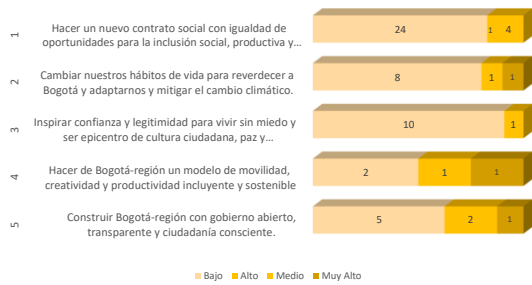 1
Hacer un nuevo contrato social con igualdad de
oportunidades para la inclusión social, productiva y…
24 1 4
2
Cambiar nuestros hábitos de vida para reverdecer a
Bogotá y adaptarnos y mitigar el cambio climático.
8 1 1
3
Inspirar confianza y legitimidad para vivir sin miedo y
ser epicentro de cultura ciudadana, paz y…
10 1
4
Hacer de Bogotá-región un modelo de movilidad,
creatividad y productividad incluyente y sostenible
2 1 1
5
Construir Bogotá-región con gobierno abierto,
transparente y ciudadanía consciente.
5 2 1
Bajo Alto Medio Muy Alto